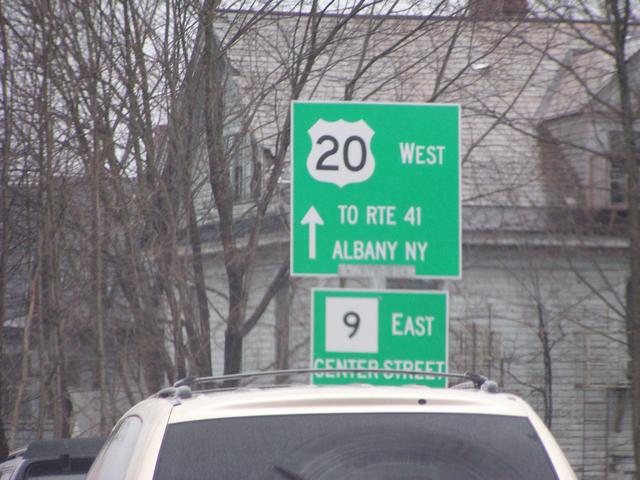 20 WEST
TO RTE 41
ALBANY NY
9 EAST
CENTER STREET